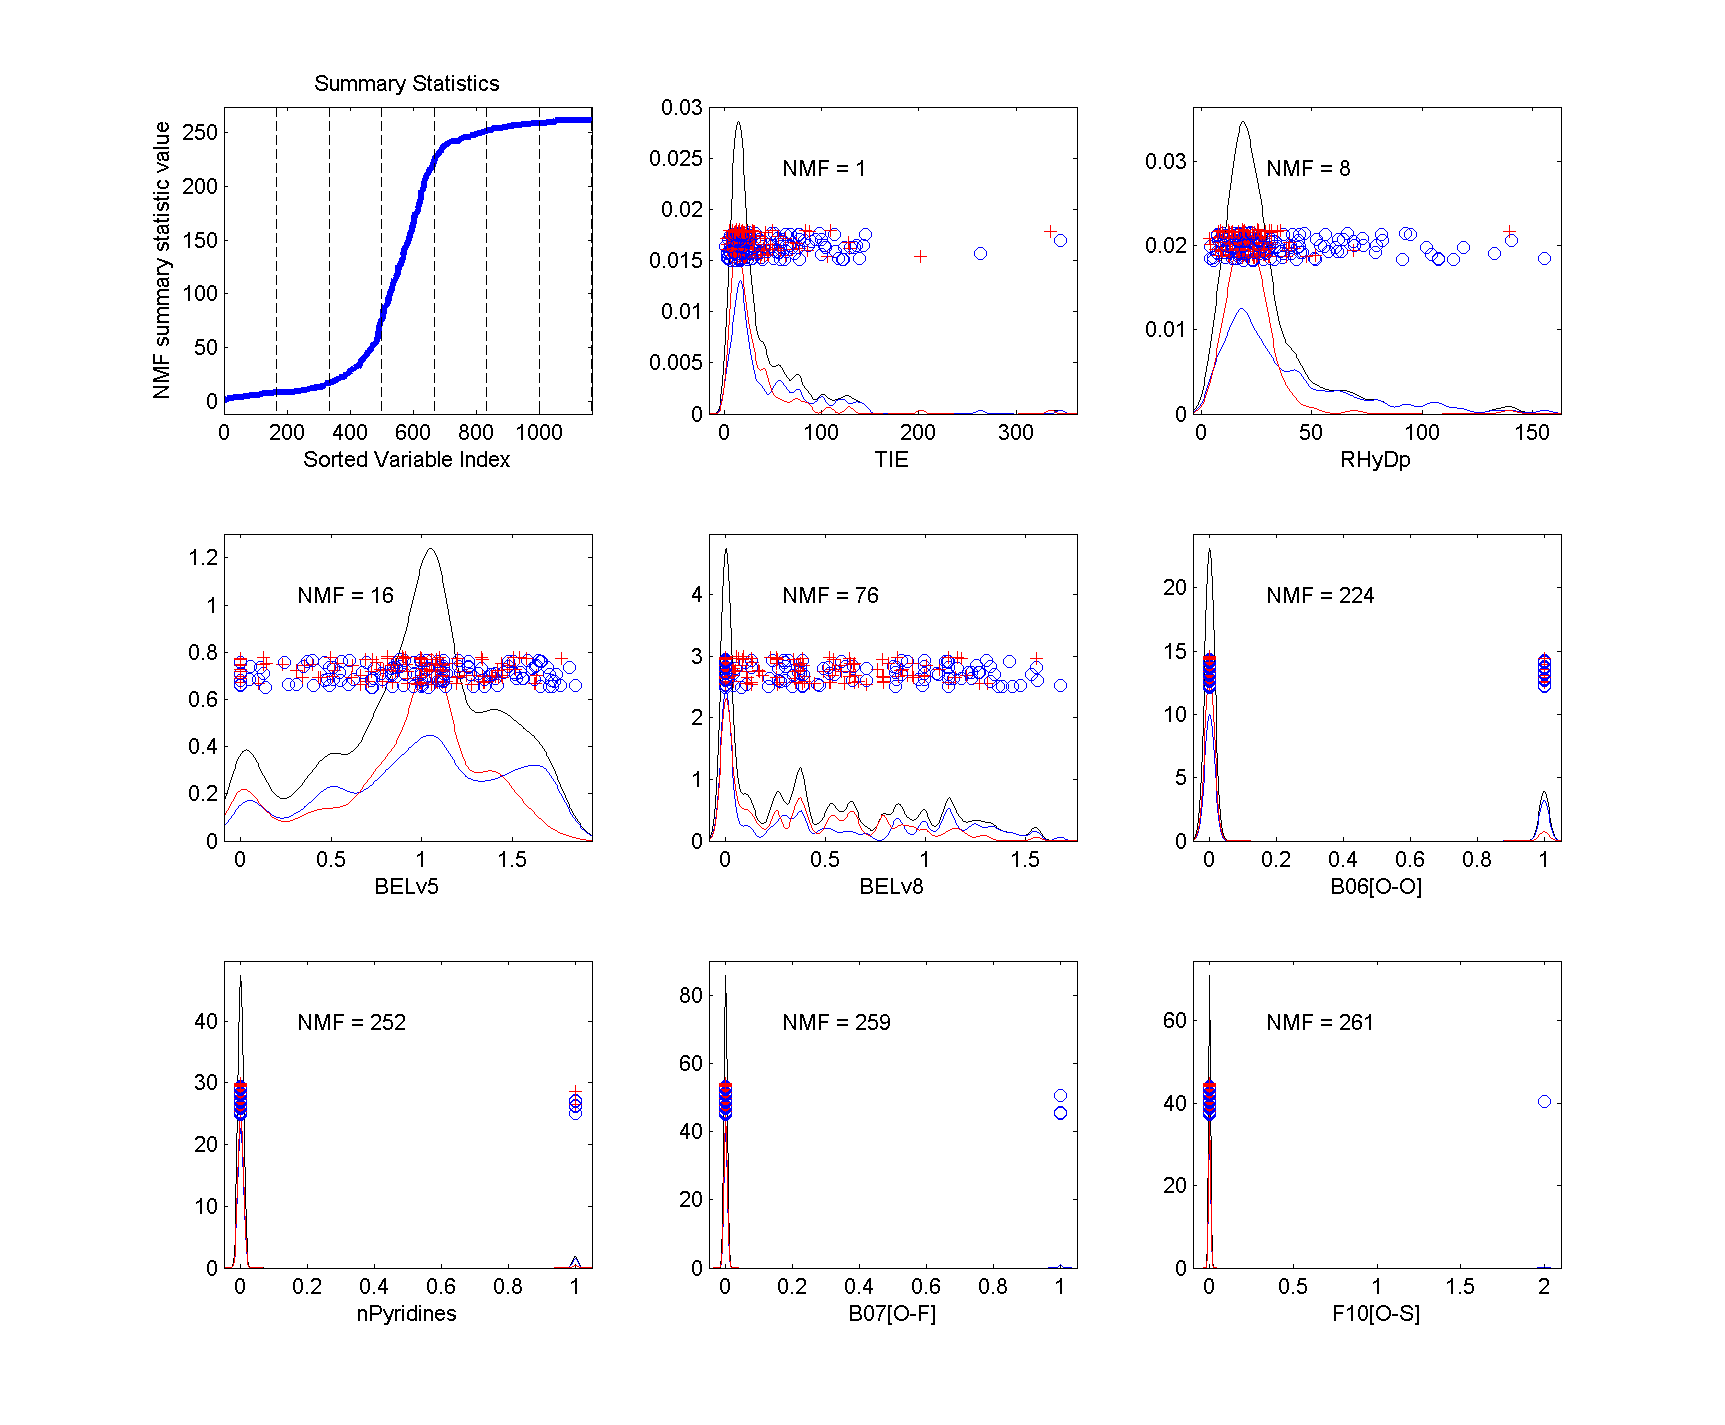 Summary Statistics
NMF summary statistic value
250
200
150
100
50
0
0 200 400 600 800 1000
Sorted Variable Index
0.03
0.025
0.02
0.015
0.01
0.005
0
NMF = 1
0 100 200 300
TIE
0.03
0.02
0.01
0
NMF = 8
0 50 100 150
RHyDp
1.2
1
0.8
0.6
0.4
0.2
0
NMF = 16
0 0.5 1 1.5
BELv5
4
3
2
1
0
NMF = 76
0 0.5 1 1.5
BELv8
20
15
10
5
0
NMF = 224
0 0.2 0.4 0.6 0.8 1
B06[O-O]
40
30
20
10
0
NMF = 252
0 0.2 0.4 0.6 0.8 1
nPyridines
80
60
40
20
0
NMF = 259
0 0.2 0.4 0.6 0.8 1
B07[O-F]
60
40
20
0
NMF = 261
0 0.5 1 1.5 2
F10[O-S]